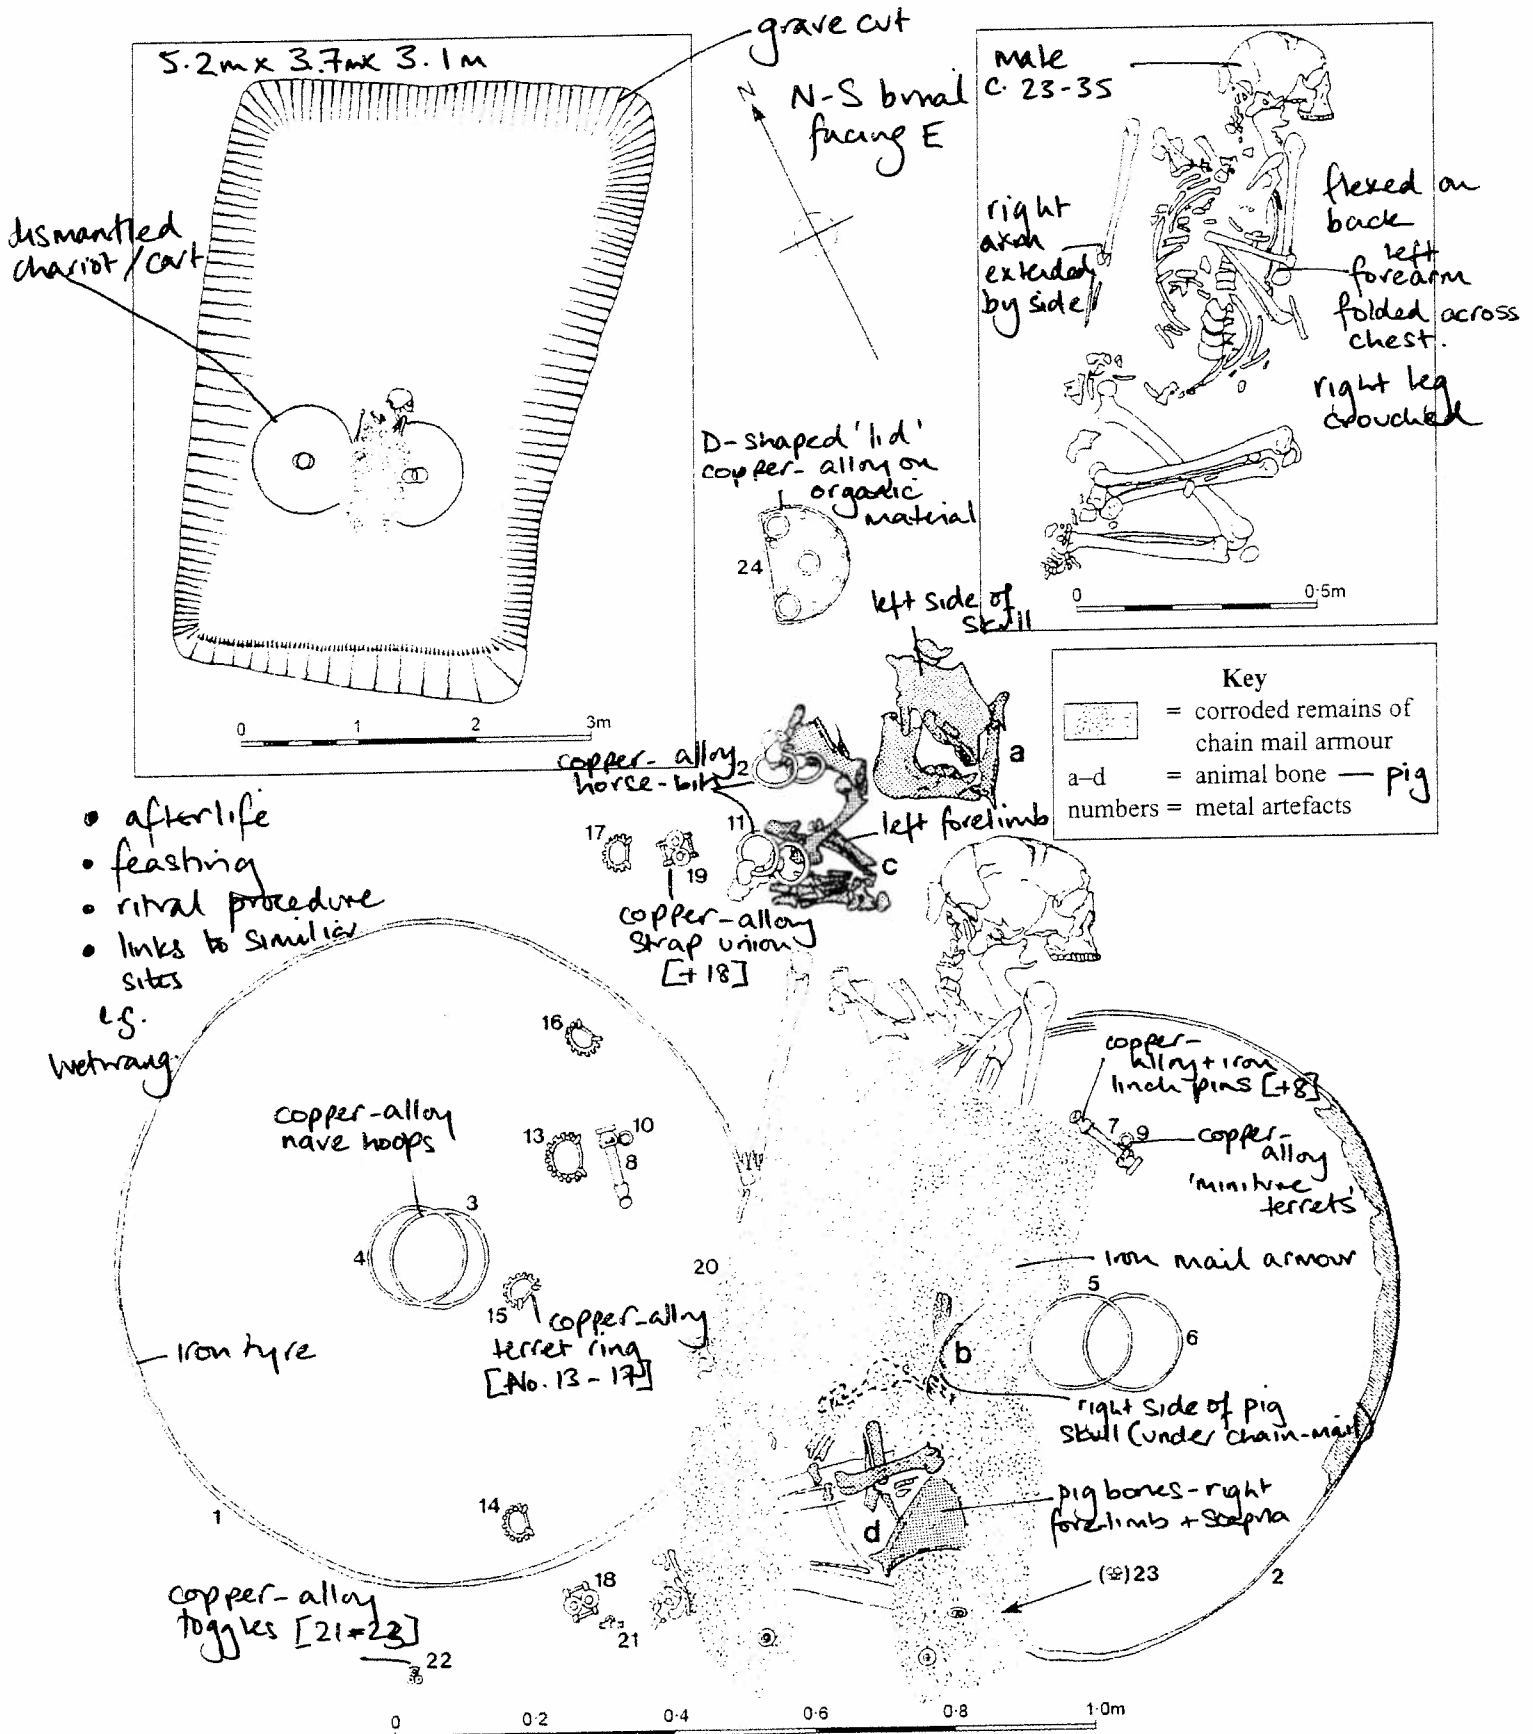 5.2m x 3.7m x 3.1m
grave cut
dismantled
chariot/cart
0 1 2 3m
N
N-S burial
facing E
male
c. 23-35
right
arm
extended
by side
flexed on
back
left
forearm
folded across
chest.
right leg
crouched
0 0·5m
D-shaped 'lid'
copper-alloy on
organic
material
24
left side of
skull
a
Key
= corroded remains of
chain mail armour
a–d = animal bone — pig
numbers = metal artefacts
copper-alloy
horse-bits
12
11
left forelimb
c
17
19
copper-alloy
strap union
[+18]
• afterlife
• feasting
• ritual procedure
• links to similiar
sites
e.g.
Wetwang.
16
copper-alloy
nave hoops
13
10
8
3
4
15
copper-alloy
terret ring
[No. 13-17]
20
Iron tyre
1
14
copper-
alloy + iron
linch-pins [+8]
7 9
copper-
alloy
'miniture
terrets'
iron mail armour
5
6
b
right side of pig
skull (under chain-mail)
d
pig bones-right
forelimb + scapula
23
2
copper-alloy
toggles [21-23]
18
21
22
0 0·2 0·4 0·6 0·8 1·0m